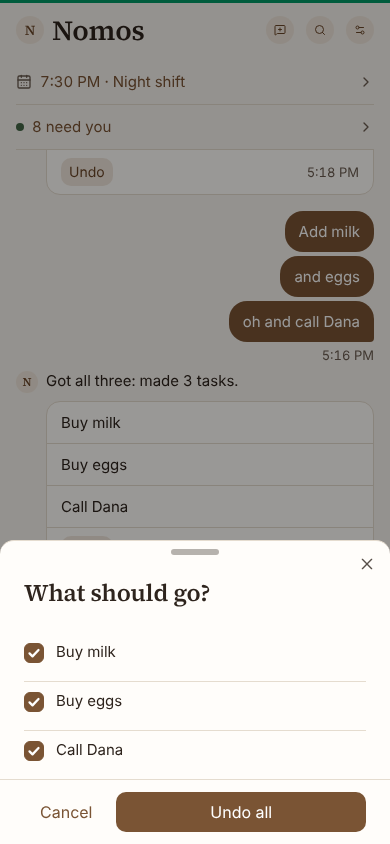 N Nomos
7:30 PM · Night shift
8 need you
Undo 5:18 PM
Add milk
and eggs
oh and call Dana
5:16 PM
N Got all three: made 3 tasks.
Buy milk
Buy eggs
Call Dana
What should go?
Buy milk
Buy eggs
Call Dana
Cancel Undo all